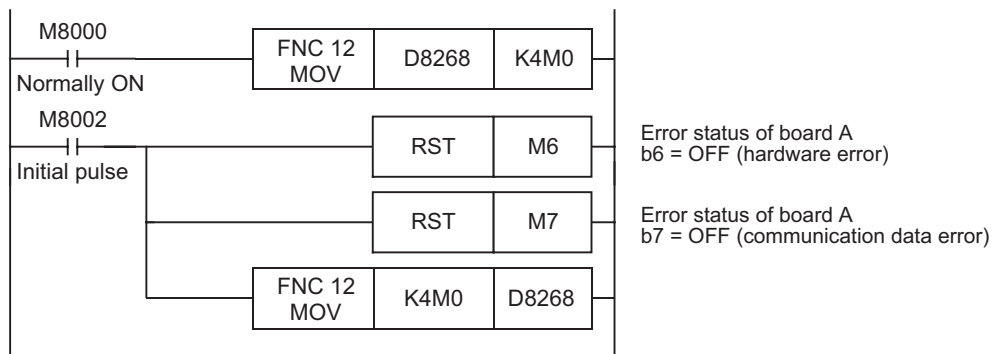 M8000
FNC 12
MOV
D8268
K4M0
Normally ON
M8002
RST
M6
Error status of board A
b6 = OFF (hardware error)
Initial pulse
RST
M7
Error status of board A
b7 = OFF (communication data error)
FNC 12
MOV
K4M0
D8268